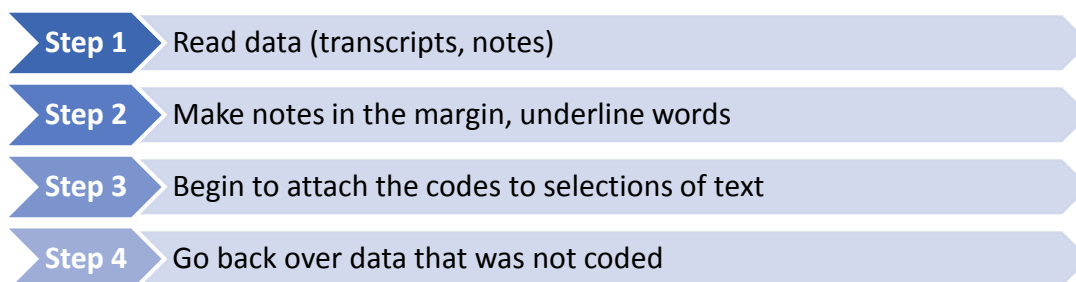 Step 1 Read data (transcripts, notes)
Step 2 Make notes in the margin, underline words
Step 3 Begin to attach the codes to selections of text
Step 4 Go back over data that was not coded